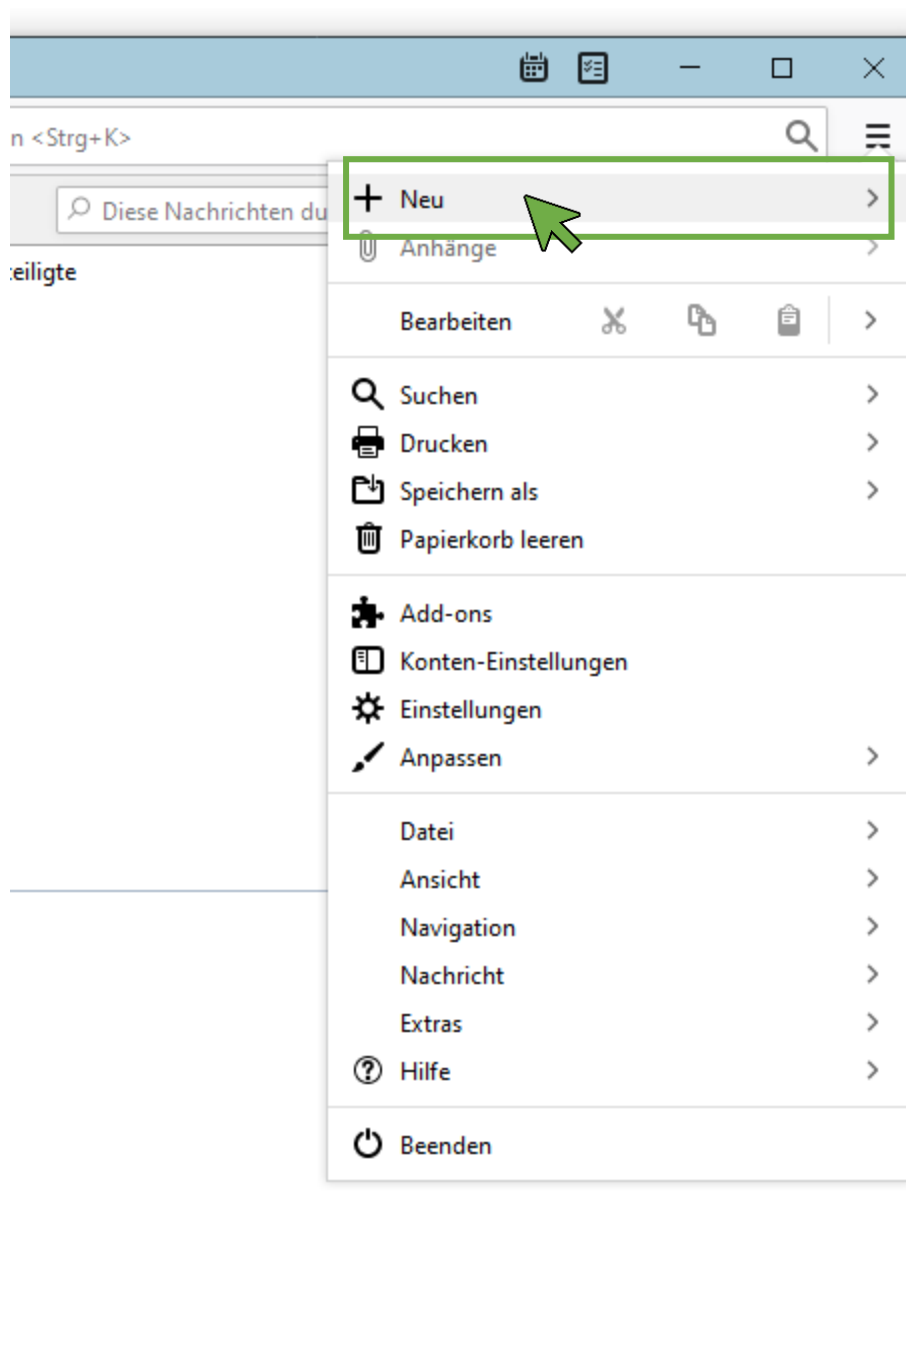 n <Strg+K>
Diese Nachrichten du
teiligte
Neu
Anhänge
Bearbeiten
Suchen
Drucken
Speichern als
Papierkorb leeren
Add-ons
Konten-Einstellungen
Einstellungen
Anpassen
Datei
Ansicht
Navigation
Nachricht
Extras
Hilfe
Beenden